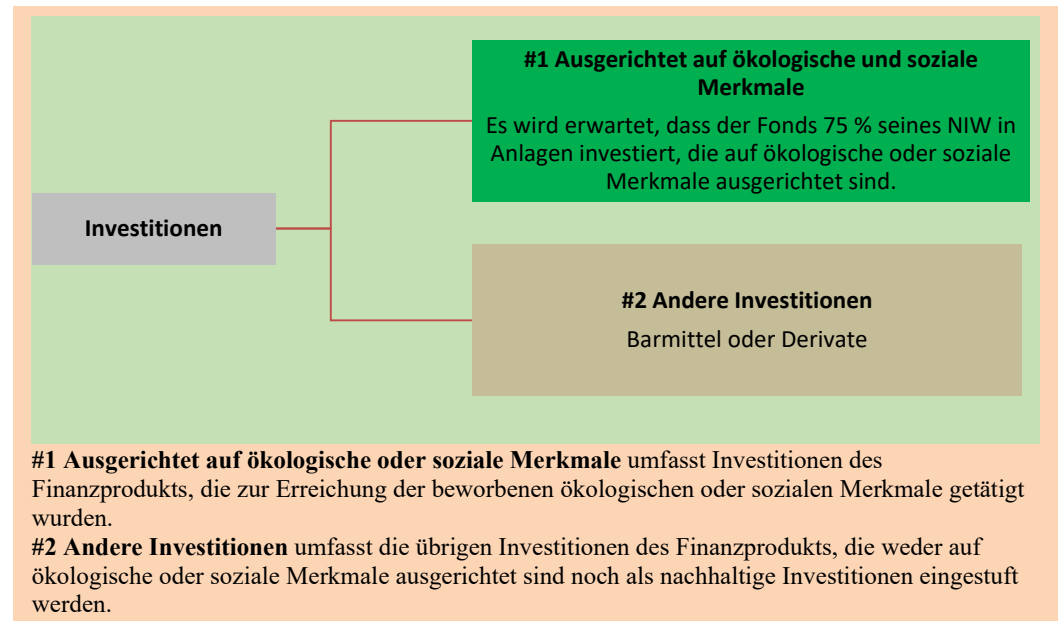 #1 Ausgerichtet auf ökologische und soziale
Merkmale
Es wird erwartet, dass der Fonds 75 % seines NIW in
Anlagen investiert, die auf ökologische oder soziale
Merkmale ausgerichtet sind.
Investitionen
#2 Andere Investitionen
Barmittel oder Derivate
#1 Ausgerichtet auf ökologische oder soziale Merkmale umfasst Investitionen des
Finanzprodukts, die zur Erreichung der beworbenen ökologischen oder sozialen Merkmale getätigt
wurden.
#2 Andere Investitionen umfasst die übrigen Investitionen des Finanzprodukts, die weder auf
ökologische oder soziale Merkmale ausgerichtet sind noch als nachhaltige Investitionen eingestuft
werden.